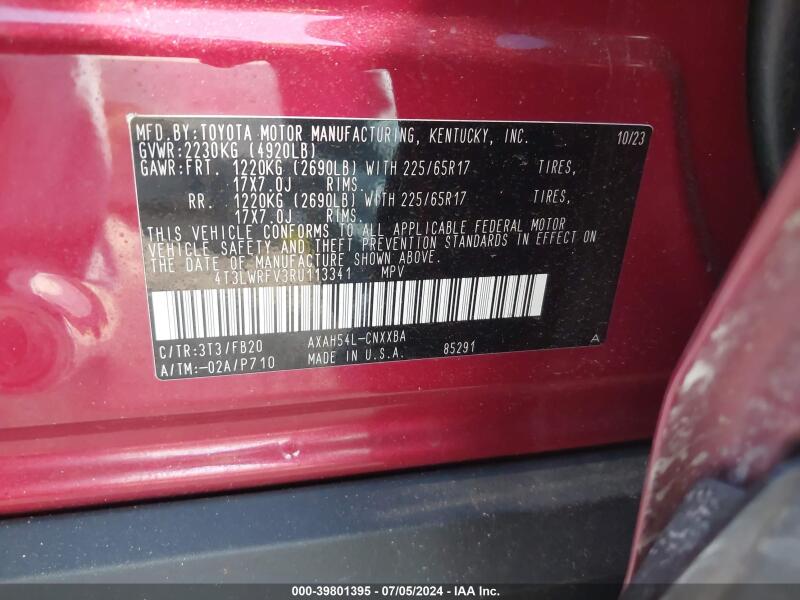 MFD.BY:TOYOTA MOTOR MANUFACTURING, KENTUCKY, INC. 10/23
GVWR:2230KG (4920LB)
GAWR:FRT. 1220KG (2690LB) WITH 225/65R17 TIRES,
17X7.0J RIMS.
RR. 1220KG (2690LB) WITH 225/65R17 TIRES,
17X7.0J RIMS.
THIS VEHICLE CONFORMS TO ALL APPLICABLE FEDERAL MOTOR
VEHICLE SAFETY AND THEFT PREVENTION STANDARDS IN EFFECT ON
THE DATE OF MANUFACTURE SHOWN ABOVE.
4T3LWRFV3RU113341 MPV
C/TR:3T3/FB20 AXAH54L-CNXXBA A
A/TM:-02A/P710 MADE IN U.S.A. 85291
000-39801395 - 07/05/2024 - IAA Inc.